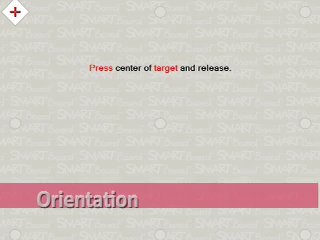 Press center of target and release.
Orientation